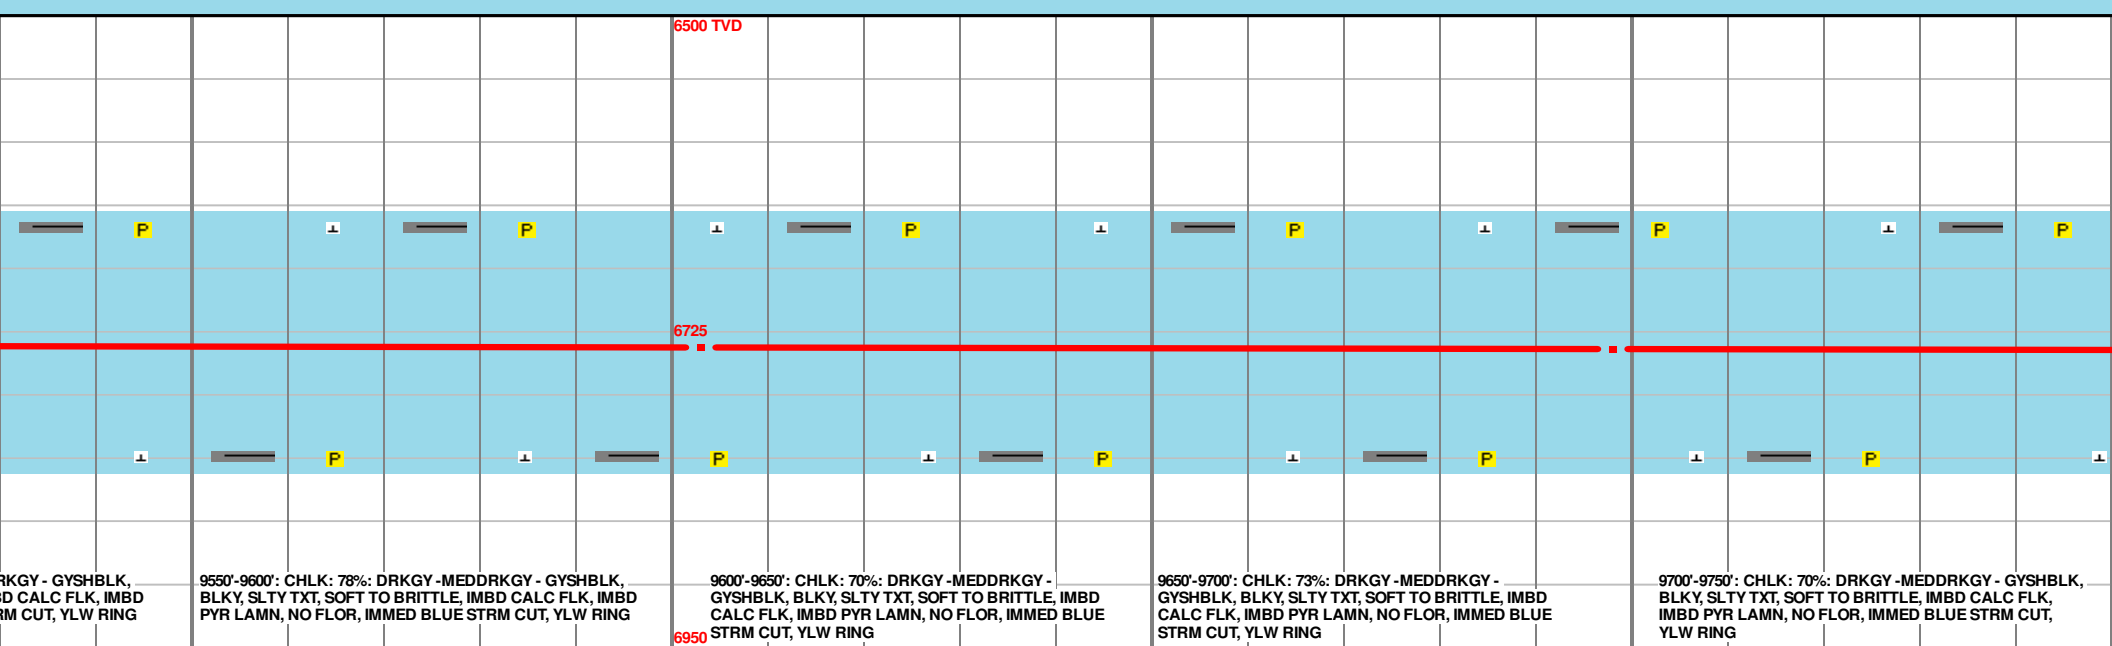 6500 TVD
P
P
P
P
P
P
6725
P
P
P
P
P
RKGY - GYSHBLK,
D CALC FLK, IMBD
RM CUT, YLW RING
9550'-9600': CHLK: 78%: DRKGY -MEDDRKGY - GYSHBLK,
BLKY, SLTY TXT, SOFT TO BRITTLE, IMBD CALC FLK, IMBD
PYR LAMN, NO FLOR, IMMED BLUE STRM CUT, YLW RING
9600'-9650': CHLK: 70%: DRKGY -MEDDRKGY -
GYSHBLK, BLKY, SLTY TXT, SOFT TO BRITTLE, IMBD
CALC FLK, IMBD PYR LAMN, NO FLOR, IMMED BLUE
STRM CUT, YLW RING
9650'-9700': CHLK: 73%: DRKGY -MEDDRKGY -
GYSHBLK, BLKY, SLTY TXT, SOFT TO BRITTLE, IMBD
CALC FLK, IMBD PYR LAMN, NO FLOR, IMMED BLUE
STRM CUT, YLW RING
9700'-9750': CHLK: 70%: DRKGY -MEDDRKGY - GYSHBLK,
BLKY, SLTY TXT, SOFT TO BRITTLE, IMBD CALC FLK,
IMBD PYR LAMN, NO FLOR, IMMED BLUE STRM CUT,
YLW RING
6950